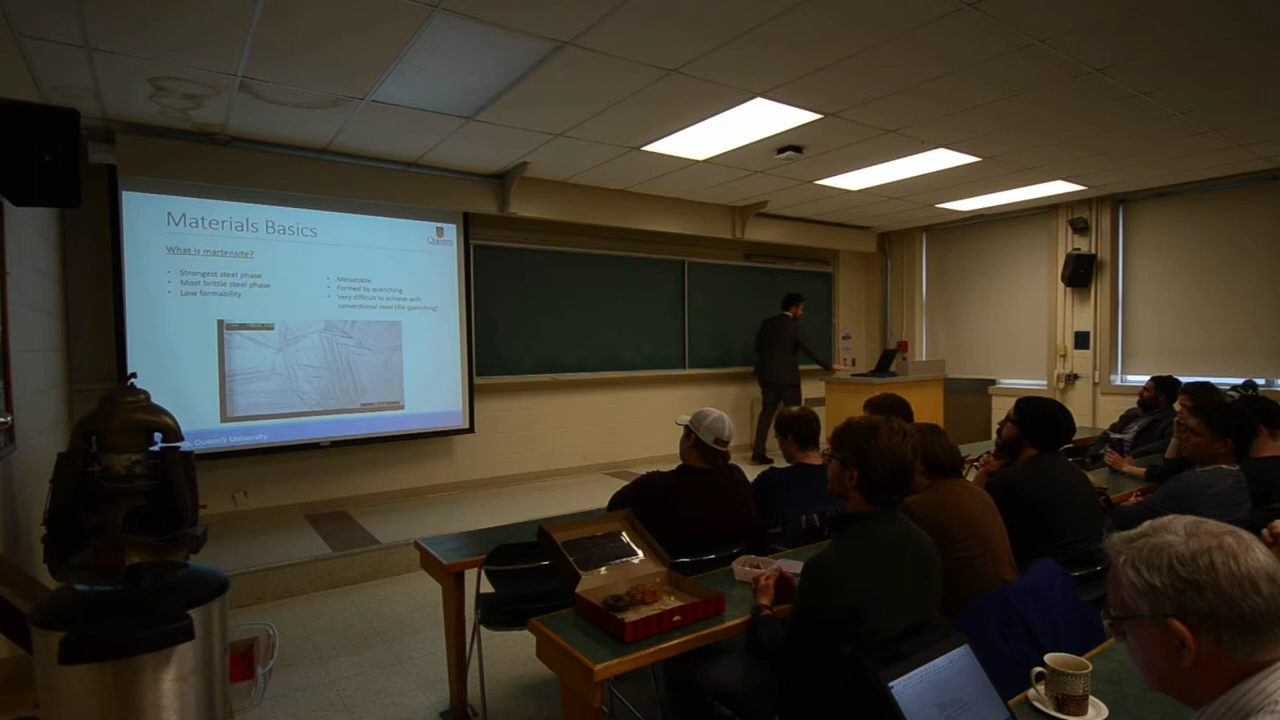 Materials Basics
Queen's
What is martensite?
• Strongest steel phase
• Most brittle steel phase
• Low formability
• Metastable
• Formed by quenching
• Very difficult to achieve with
conventional steel (die quenching)
Queen's University